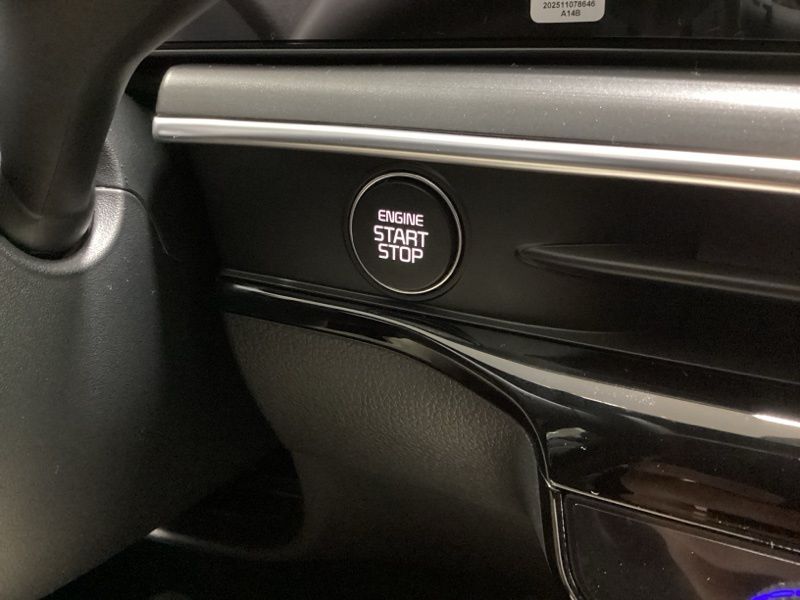 202511078646
A14B
ENGINE
START
STOP